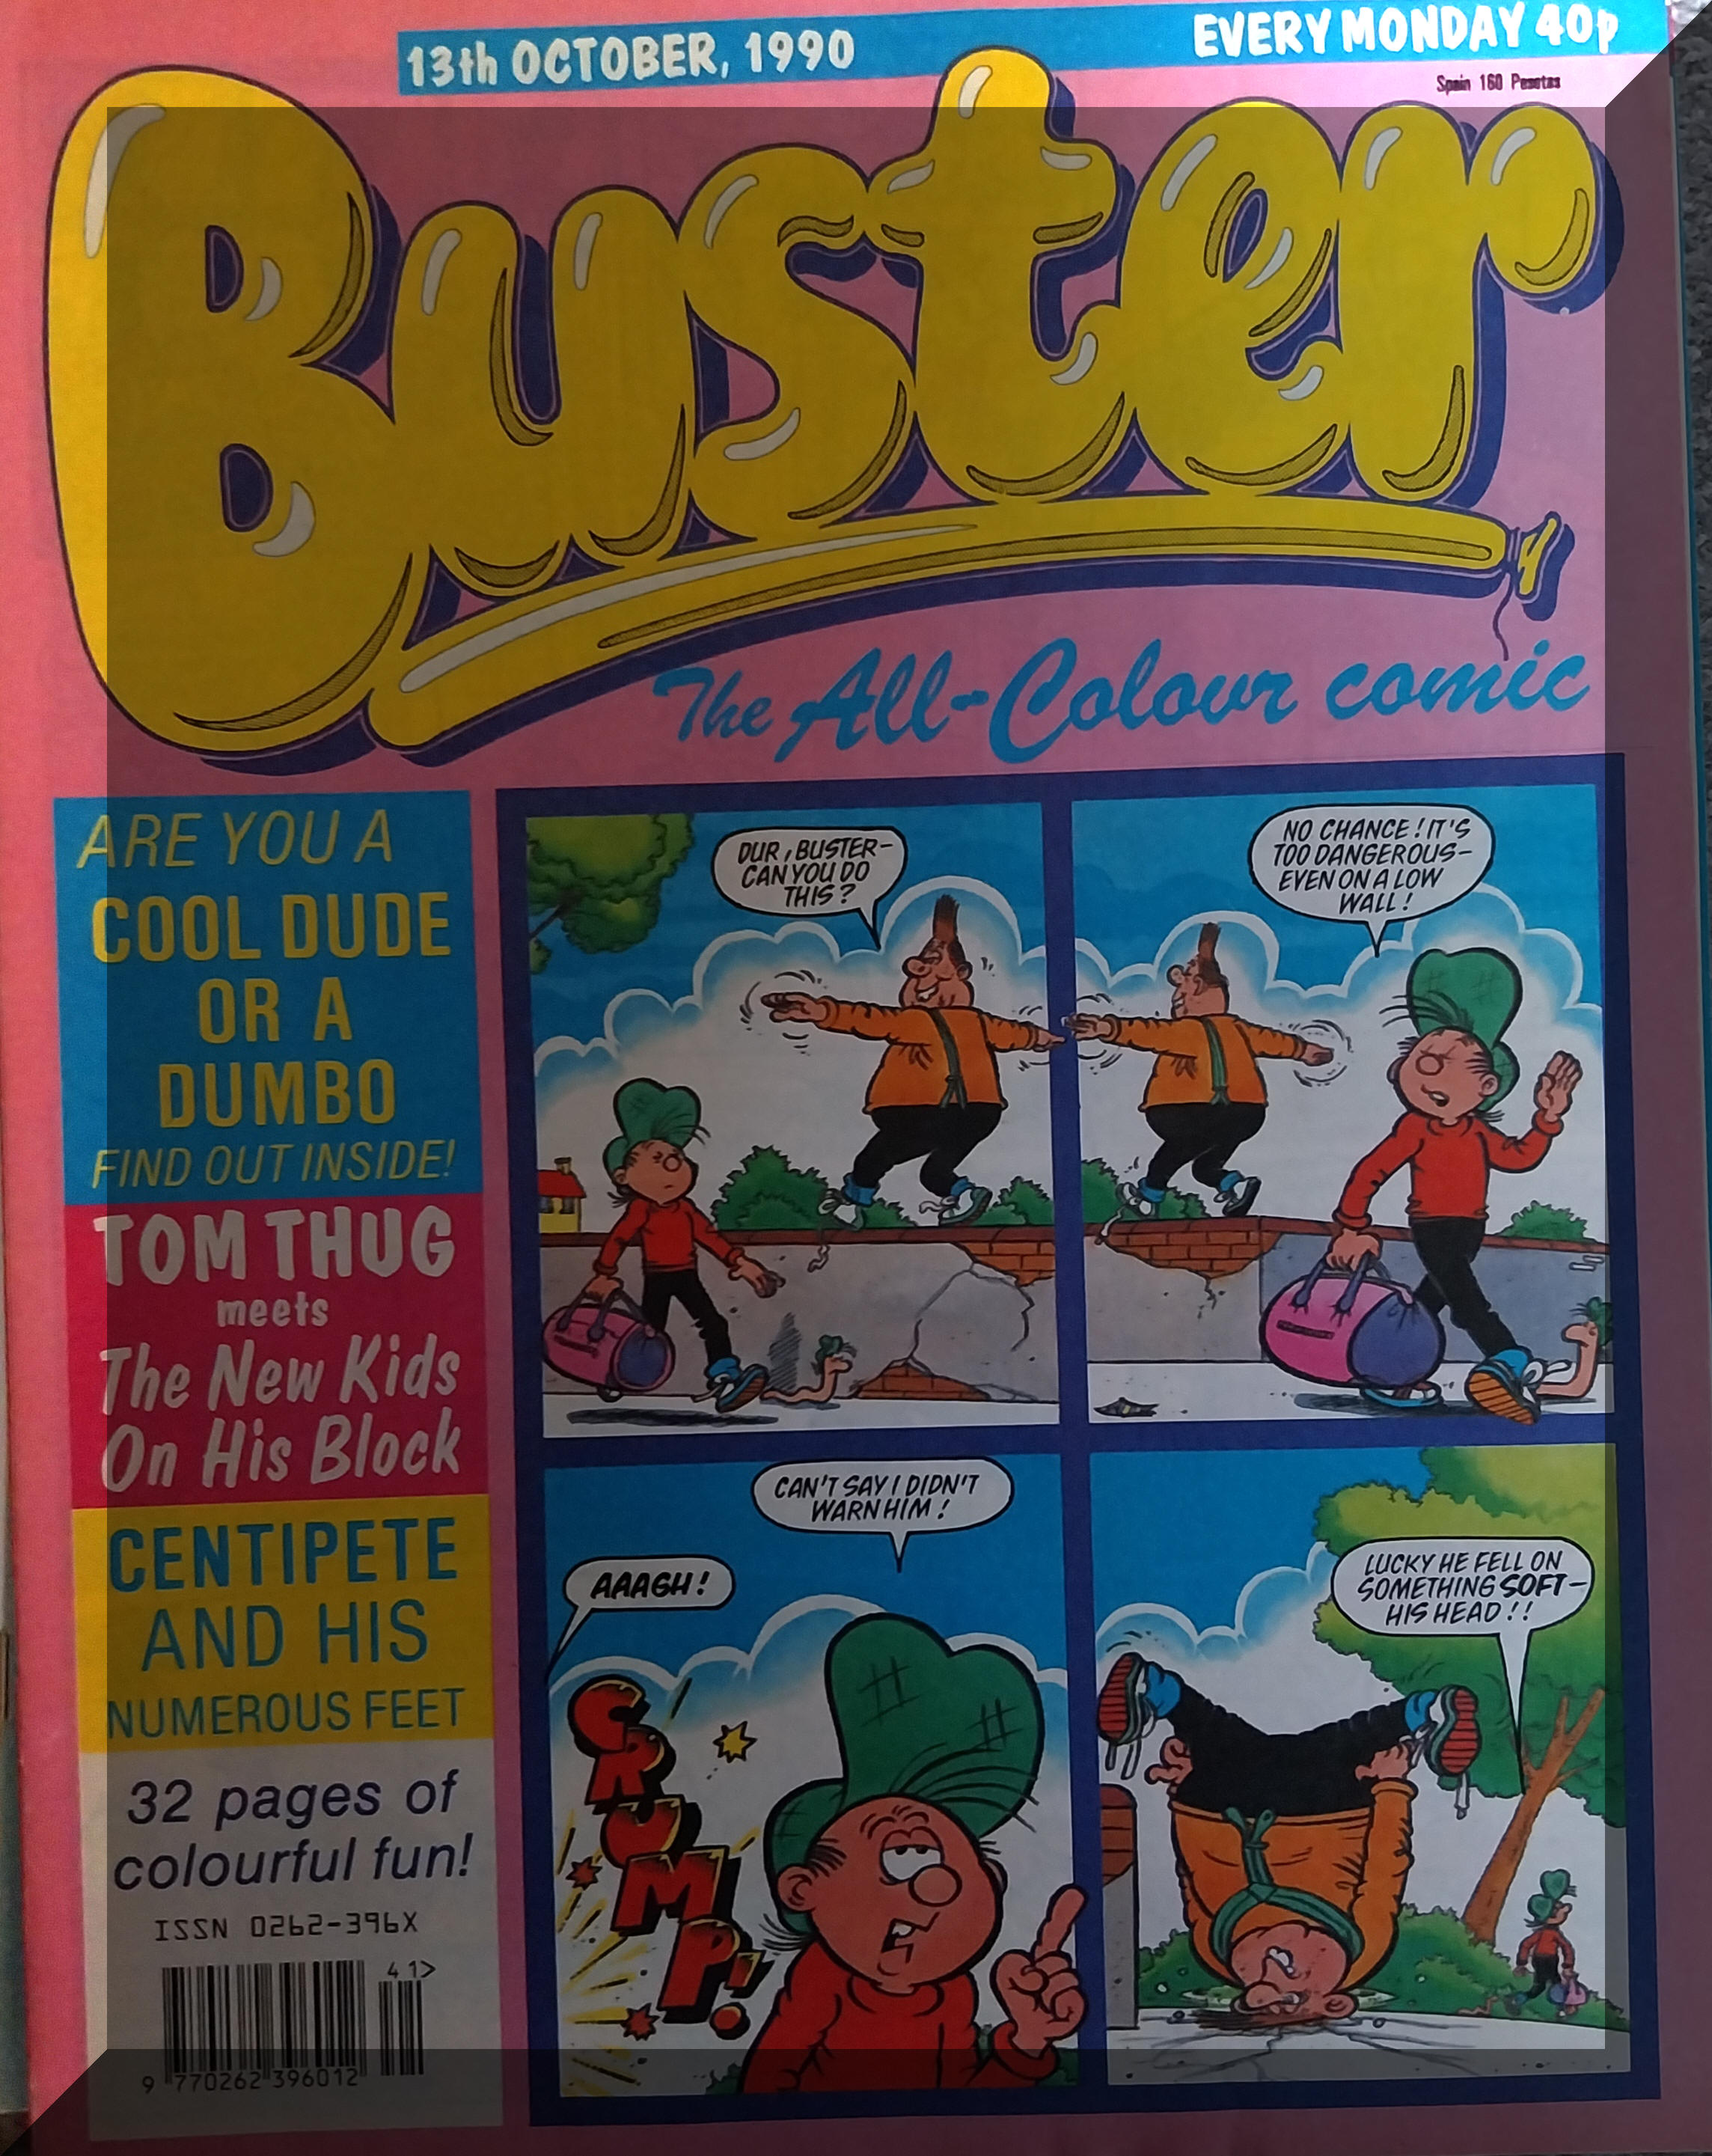 13th OCTOBER, 1990
EVERY MONDAY 40p
Spain 160 Pesetas
Buster
The All-Colour comic
ARE YOU A
COOL DUDE
OR A
DUMBO
FIND OUT INSIDE!
TOM THUG
meets
The New Kids
On His Block
CENTIPETE
AND HIS
NUMEROUS FEET
32 pages of
colourful fun!
ISSN 0262-396X
41>
9 770262 396012
DUR, BUSTER-
CAN YOU DO
THIS?
NO CHANCE! IT'S
TOO DANGEROUS-
EVEN ON A LOW
WALL!
CAN'T SAY I DIDN'T
WARN HIM!
AAAGH!
CRUMP!
LUCKY HE FELL ON
SOMETHING SOFT-
HIS HEAD!!